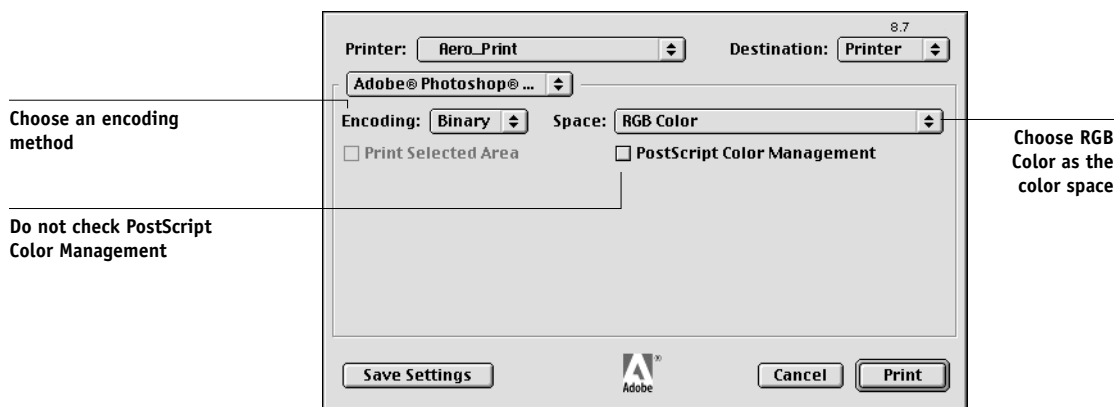 8.7
Printer: Aero_Print Destination: Printer
Adobe® Photoshop® ...
Choose an encoding
method
Encoding: Binary Space: RGB Color
Print Selected Area PostScript Color Management
Choose RGB
Color as the
color space
Do not check PostScript
Color Management
Save Settings Adobe ® Cancel Print